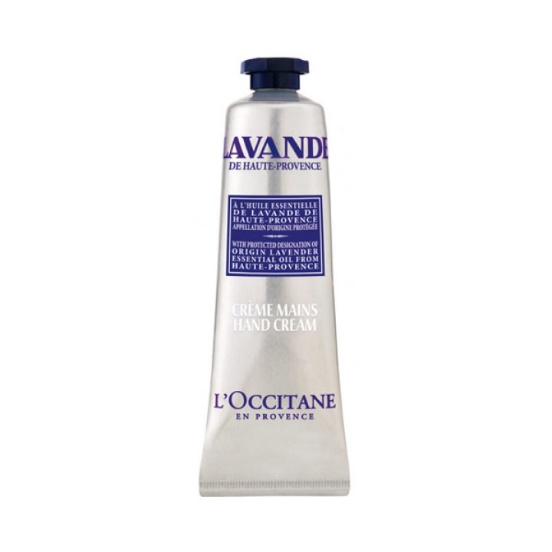 LAVANDE
DE HAUTE-PROVENCE
À L'HUILE ESSENTIELLE
DE LAVANDE DE
HAUTE-PROVENCE
APPELLATION D'ORIGINE PROTÉGÉE
WITH PROTECTED DESIGNATION OF
ORIGIN LAVENDER
ESSENTIAL OIL FROM
HAUTE-PROVENCE
CRÈME MAINS
HAND CREAM
L'OCCITANE
EN PROVENCE